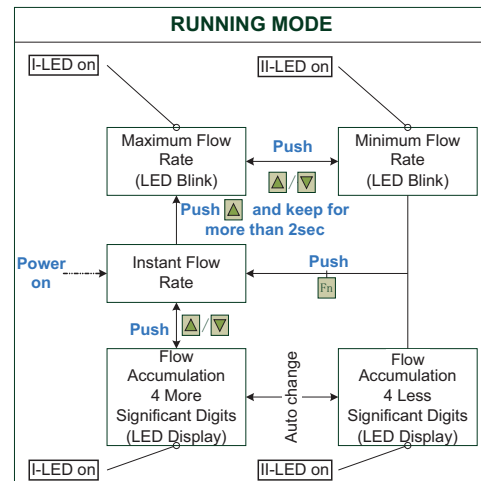 RUNNING MODE
I-LED on
II-LED on
Maximum Flow
Rate
(LED Blink)
Push
/
Minimum Flow
Rate
(LED Blink)
Push and keep for
more than 2sec
Power
on
Instant Flow
Rate
Push
Fn
Push
/
Flow
Accumulation
4 More
Significant Digits
(LED Display)
Auto change
Flow
Accumulation
4 Less
Significant Digits
(LED Display)
I-LED on
II-LED on